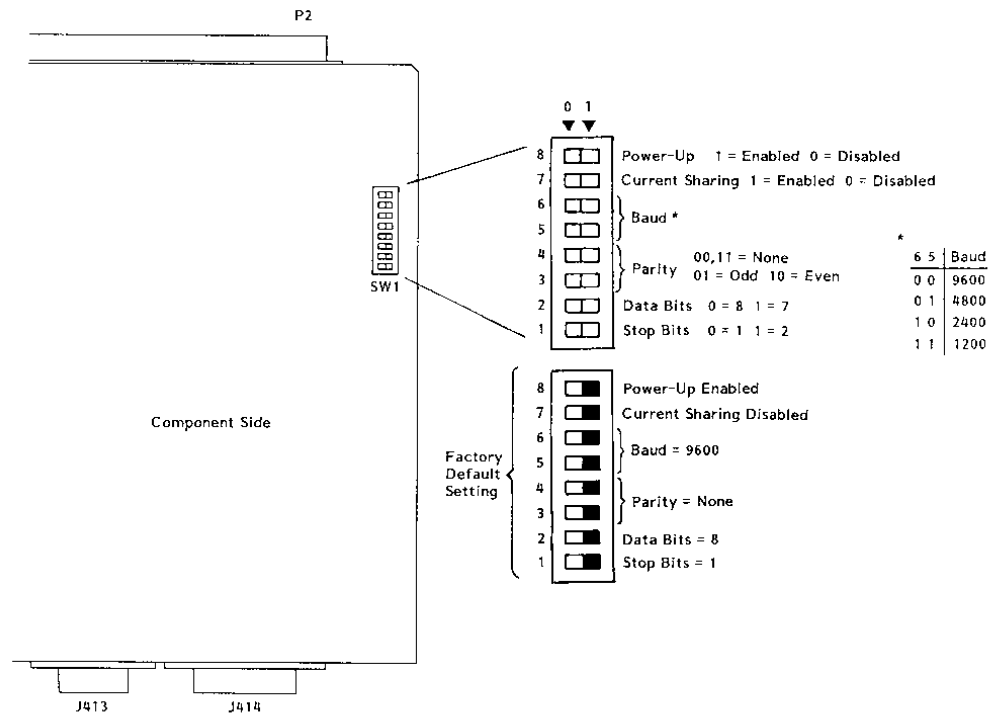 P2
0 1
8 Power-Up 1 = Enabled 0 = Disabled
7 Current Sharing 1 = Enabled 0 = Disabled
6
5
Baud *
4
3
Parity 00,11 = None
01 = Odd 10 = Even
2 Data Bits 0 = 8 1 = 7
1 Stop Bits 0 = 1 1 = 2
*
6 5 Baud
0 0 9600
0 1 4800
1 0 2400
1 1 1200
SW1
Component Side
Factory
Default
Setting
8 Power-Up Enabled
7 Current Sharing Disabled
6
5
Baud = 9600
4
3
Parity = None
2 Data Bits = 8
1 Stop Bits = 1
J413 J414